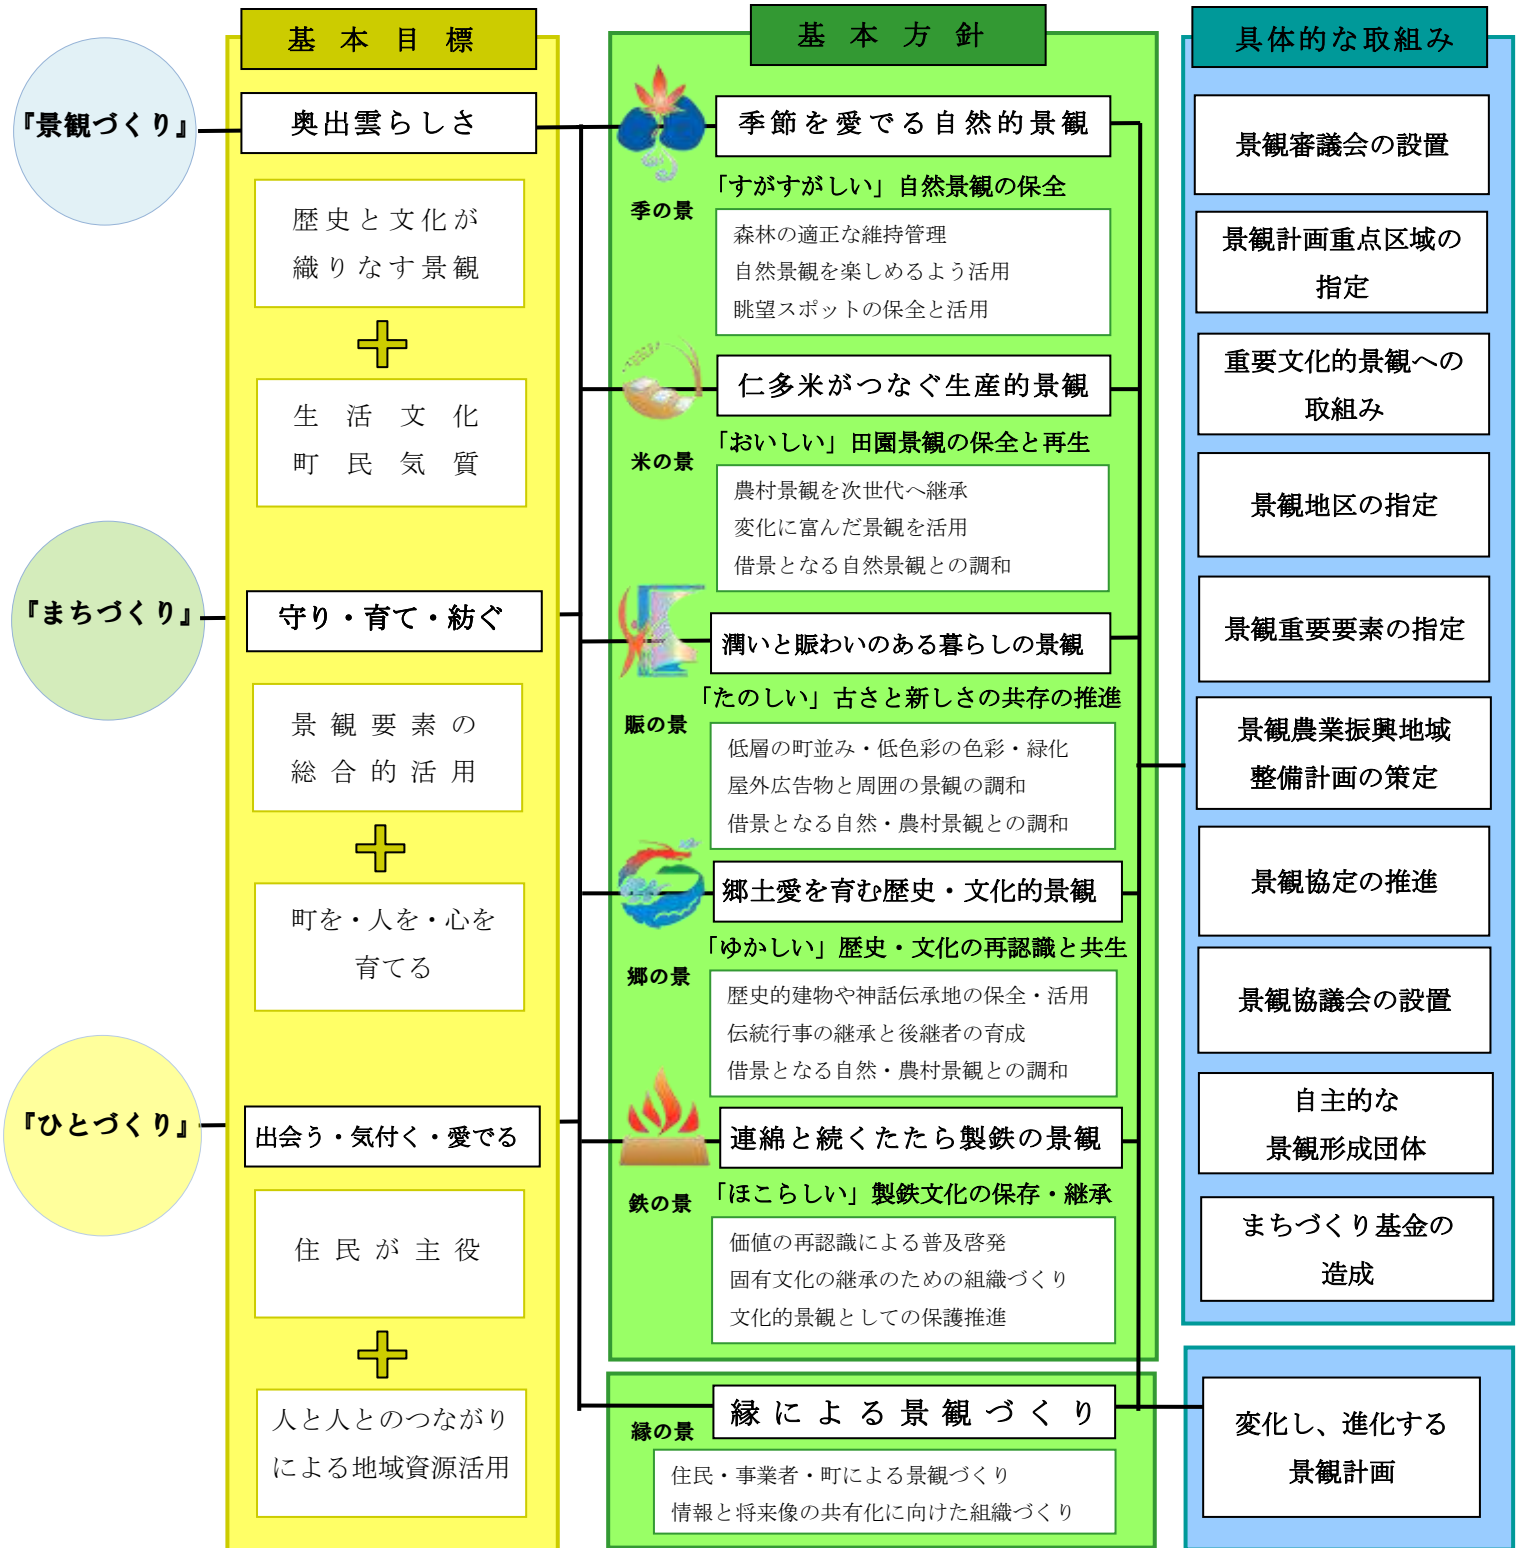 基本目標
『景観づくり』
奥出雲らしさ
歴史と文化が
織りなす景観
生活文化
町民気質
『まちづくり』
守り・育て・紡ぐ
景観要素の
総合的活用
町を・人を・心を
育てる
『ひとづくり』
出会う・気付く・愛でる
住民が主役
人と人とのつながり
による地域資源活用
基本方針
季の景
季節を愛でる自然的景観
「すがすがしい」自然景観の保全
森林の適正な維持管理
自然景観を楽しめるよう活用
眺望スポットの保全と活用
米の景
仁多米がつなぐ生産的景観
「おいしい」田園景観の保全と再生
農村景観を次世代へ継承
変化に富んだ景観を活用
借景となる自然景観との調和
賑の景
潤いと賑わいのある暮らしの景観
「たのしい」古さと新しさの共存の推進
低層の町並み・低色彩の色彩・緑化
屋外広告物と周囲の景観の調和
借景となる自然・農村景観との調和
郷の景
郷土愛を育む歴史・文化的景観
「ゆかしい」歴史・文化の再認識と共生
歴史的建物や神話伝承地の保全・活用
伝統行事の継承と後継者の育成
借景となる自然・農村景観との調和
鉄の景
連綿と続くたたら製鉄の景観
「ほこらしい」製鉄文化の保存・継承
価値の再認識による普及啓発
固有文化の継承のための組織づくり
文化的景観としての保護推進
縁の景
縁による景観づくり
住民・事業者・町による景観づくり
情報と将来像の共有化に向けた組織づくり
具体的な取組み
景観審議会の設置
景観計画重点区域の
指定
重要文化的景観への
取組み
景観地区の指定
景観重要要素の指定
景観農業振興地域
整備計画の策定
景観協定の推進
景観協議会の設置
自主的な
景観形成団体
まちづくり基金の
造成
変化し、進化する
景観計画